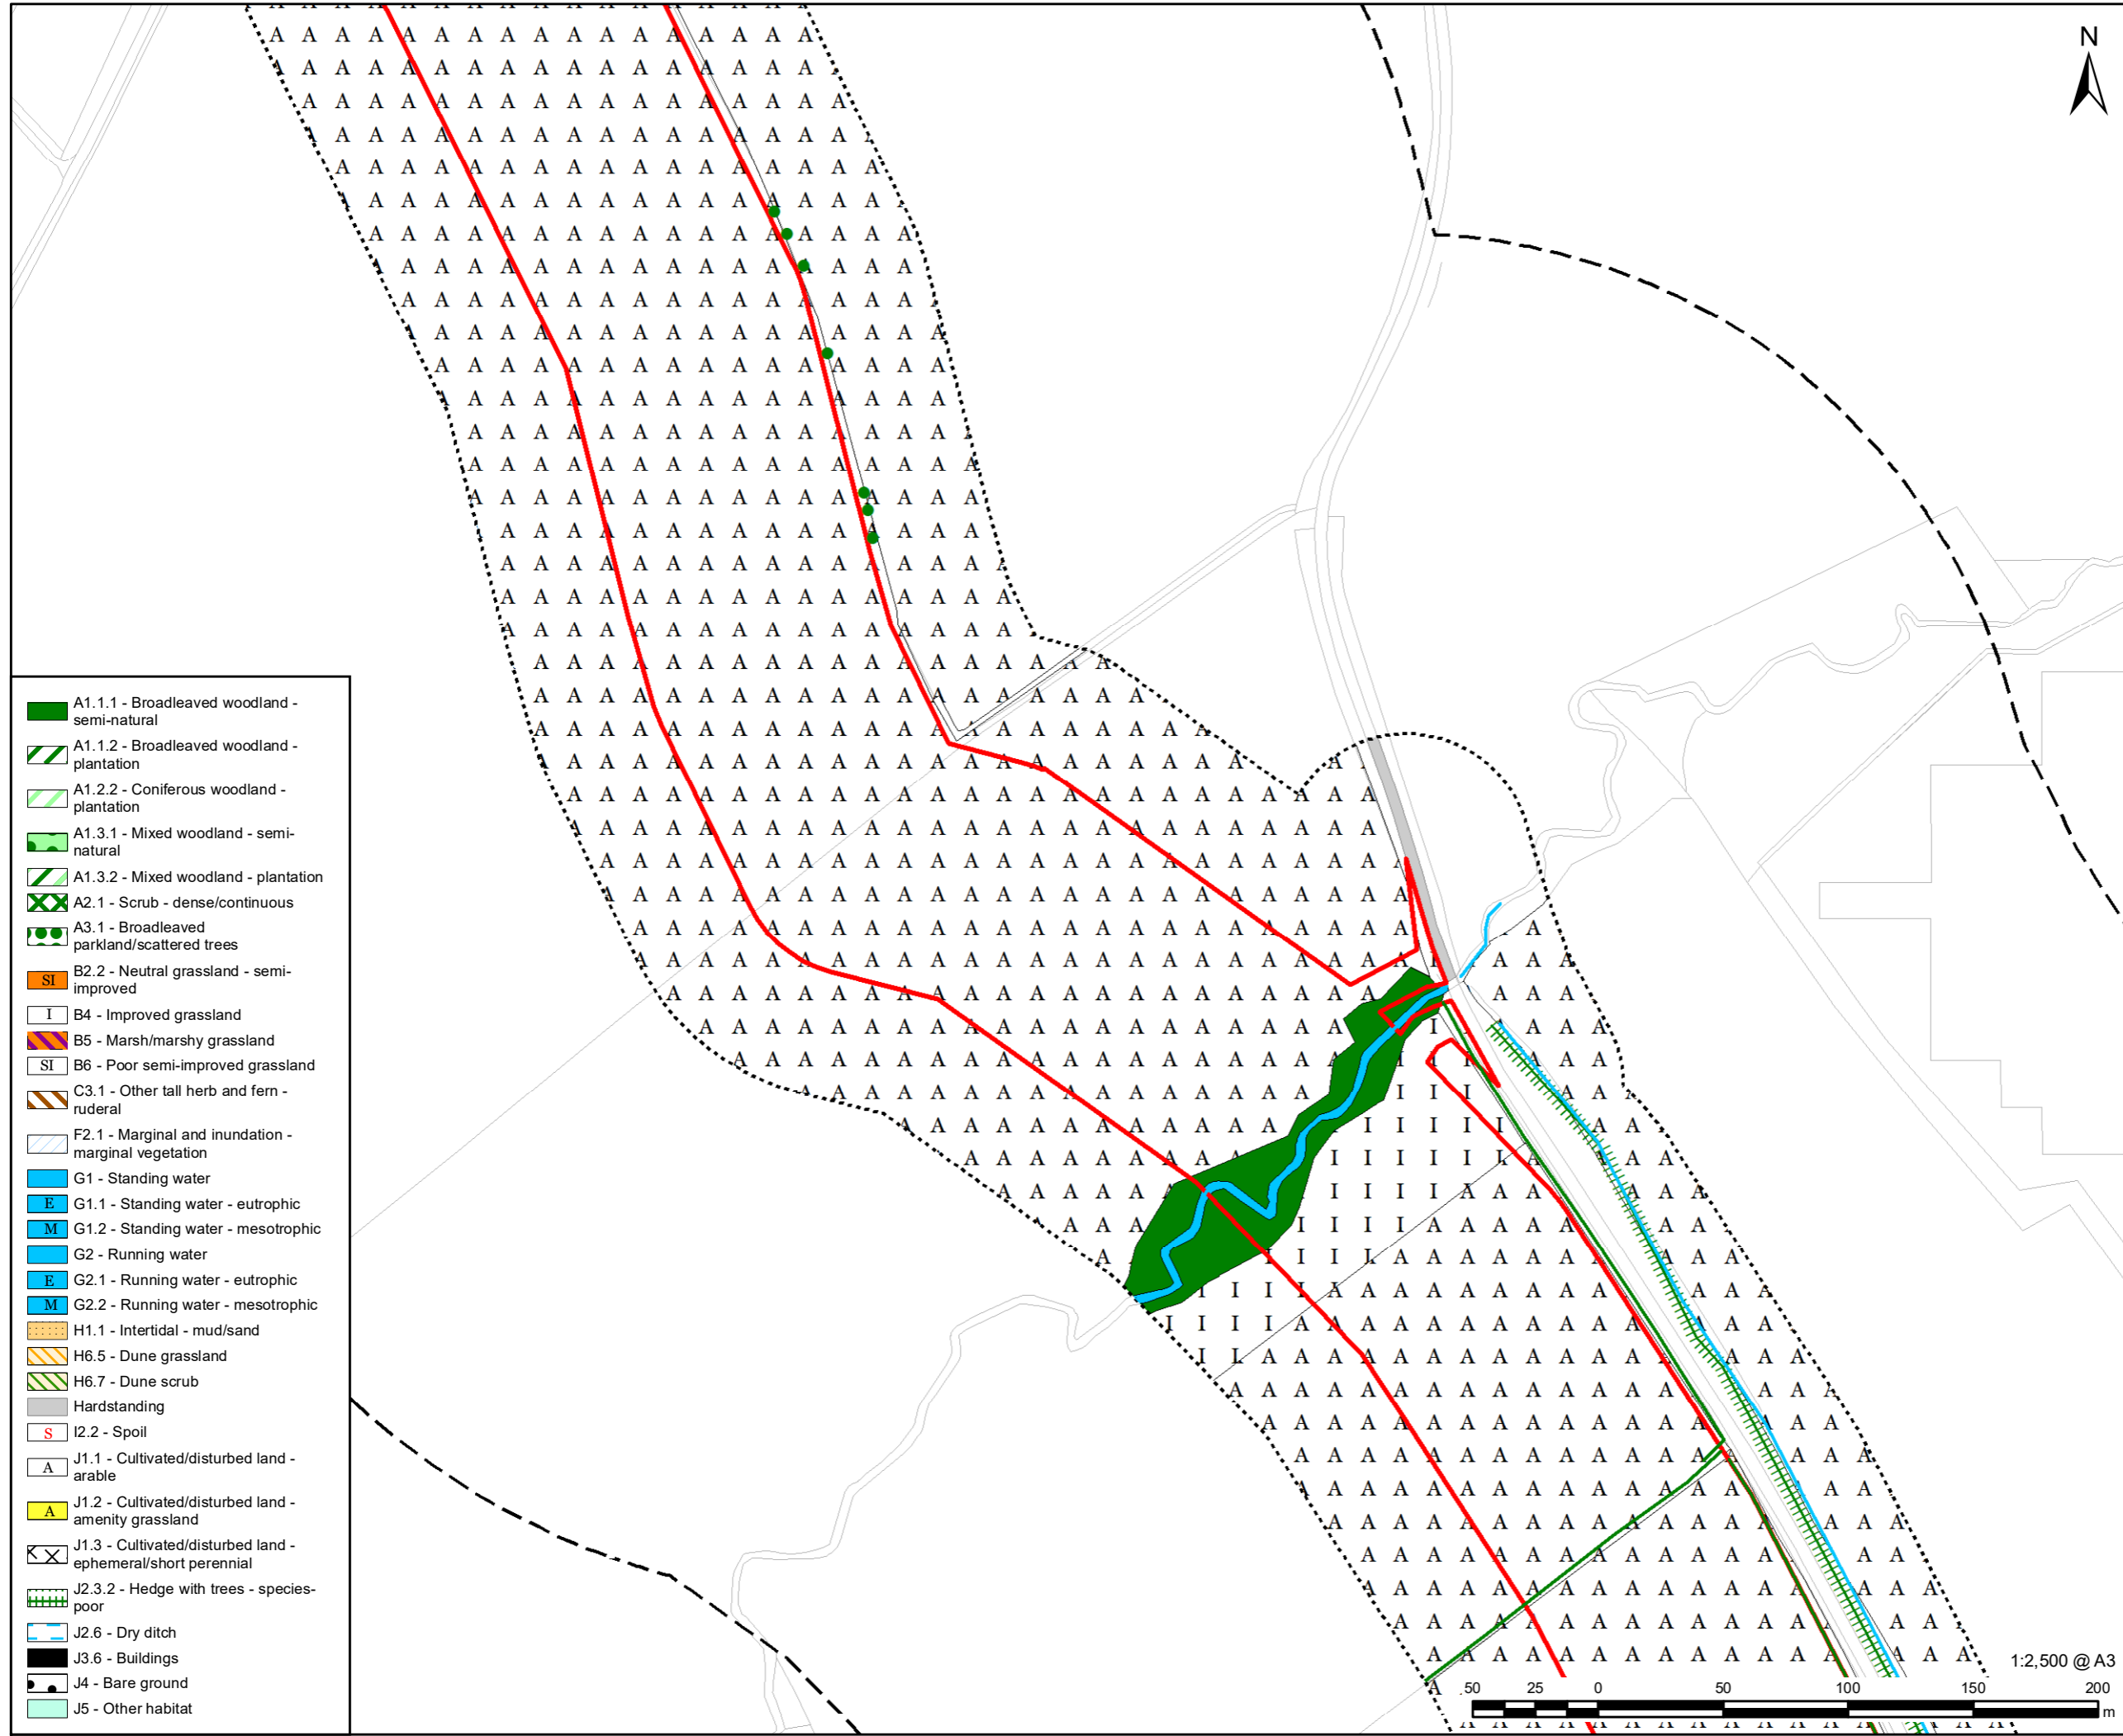 N
A1.1.1 - Broadleaved woodland -
semi-natural
A1.1.2 - Broadleaved woodland -
plantation
A1.2.2 - Coniferous woodland -
plantation
A1.3.1 - Mixed woodland - semi-
natural
A1.3.2 - Mixed woodland - plantation
A2.1 - Scrub - dense/continuous
A3.1 - Broadleaved
parkland/scattered trees
SI B2.2 - Neutral grassland - semi-
improved
I B4 - Improved grassland
B5 - Marsh/marshy grassland
SI B6 - Poor semi-improved grassland
C3.1 - Other tall herb and fern -
ruderal
F2.1 - Marginal and inundation -
marginal vegetation
G1 - Standing water
E G1.1 - Standing water - eutrophic
M G1.2 - Standing water - mesotrophic
G2 - Running water
E G2.1 - Running water - eutrophic
M G2.2 - Running water - mesotrophic
H1.1 - Intertidal - mud/sand
H6.5 - Dune grassland
H6.7 - Dune scrub
Hardstanding
S I2.2 - Spoil
A J1.1 - Cultivated/disturbed land -
arable
A J1.2 - Cultivated/disturbed land -
amenity grassland
J1.3 - Cultivated/disturbed land -
ephemeral/short perennial
J2.3.2 - Hedge with trees - species-
poor
J2.6 - Dry ditch
J3.6 - Buildings
J4 - Bare ground
J5 - Other habitat
1:2,500 @ A3
50 25 0 50 100 150 200
m